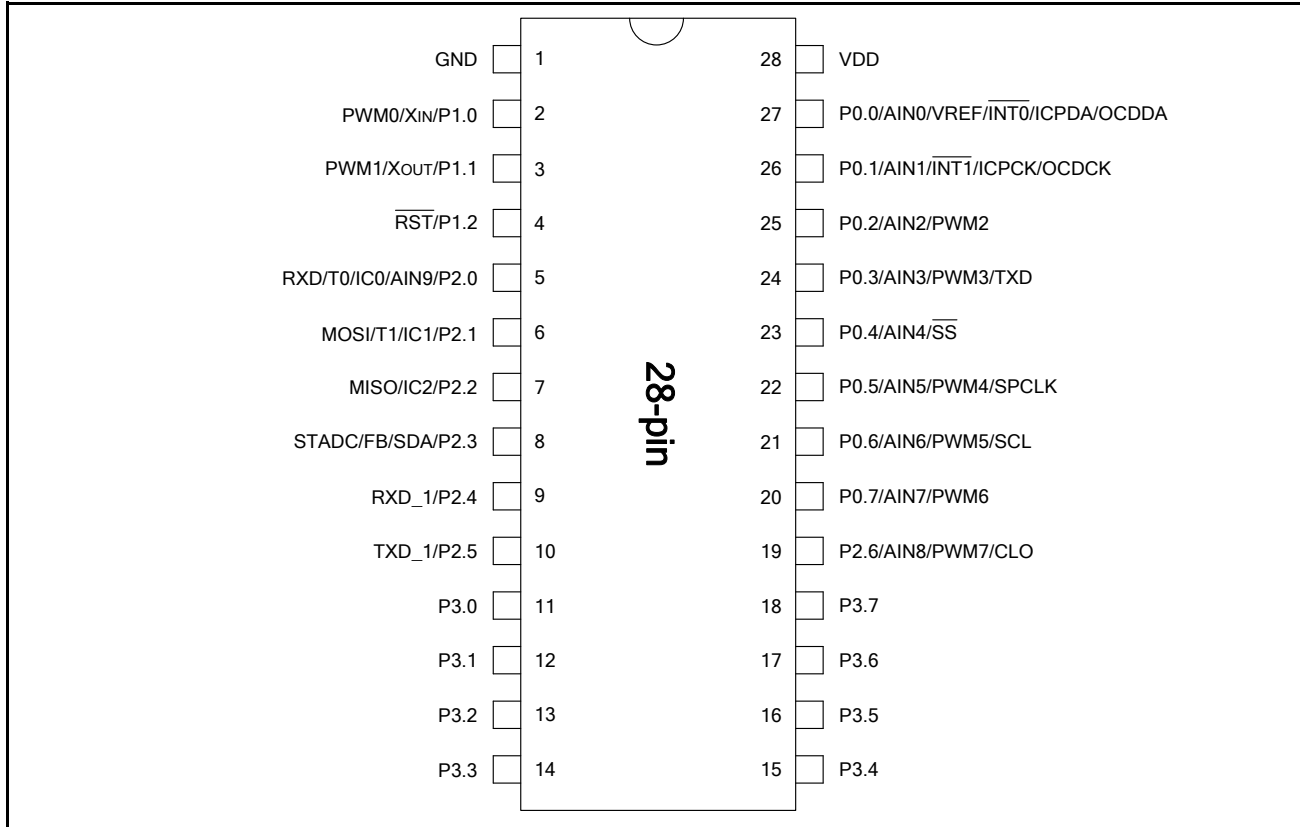 GND 1 28 VDD
PWM0/XIN/P1.0 2 27 P0.0/AIN0/VREF/INT0/ICPDA/OCDDA
PWM1/XOUT/P1.1 3 26 P0.1/AIN1/INT1/ICPCK/OCDCK
RST/P1.2 4 25 P0.2/AIN2/PWM2
RXD/T0/IC0/AIN9/P2.0 5 24 P0.3/AIN3/PWM3/TXD
MOSI/T1/IC1/P2.1 6 23 P0.4/AIN4/SS
MISO/IC2/P2.2 7 22 P0.5/AIN5/PWM4/SPCLK
STADC/FB/SDA/P2.3 8 21 P0.6/AIN6/PWM5/SCL
RXD_1/P2.4 9 20 P0.7/AIN7/PWM6
TXD_1/P2.5 10 19 P2.6/AIN8/PWM7/CLO
P3.0 11 18 P3.7
P3.1 12 17 P3.6
P3.2 13 16 P3.5
P3.3 14 15 P3.4
28-pin